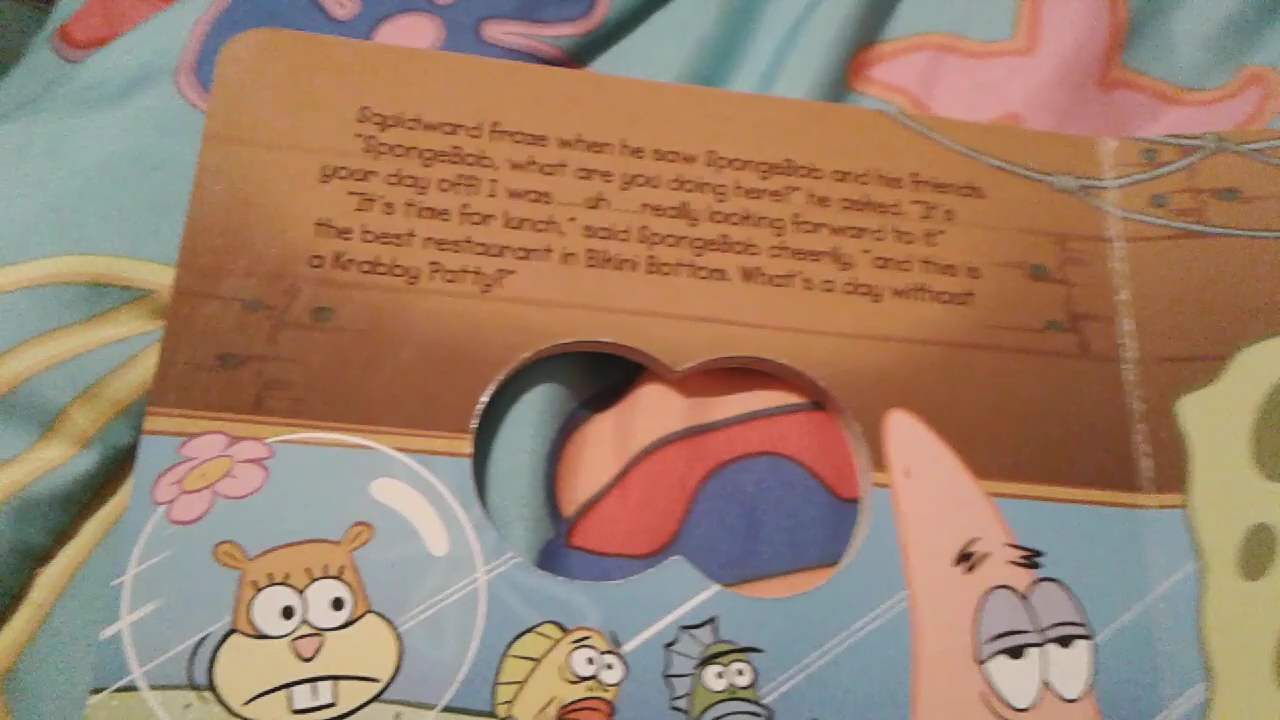 Squidward froze when he saw SpongeBob and his friends.
"SpongeBob, what are you doing here?" he asked. "It's
your day off! I was....uh....really looking forward to it."
"It's time for lunch," said SpongeBob cheerily, "and this is
the best restaurant in Bikini Bottom. What's a day without
a Krabby Patty?"